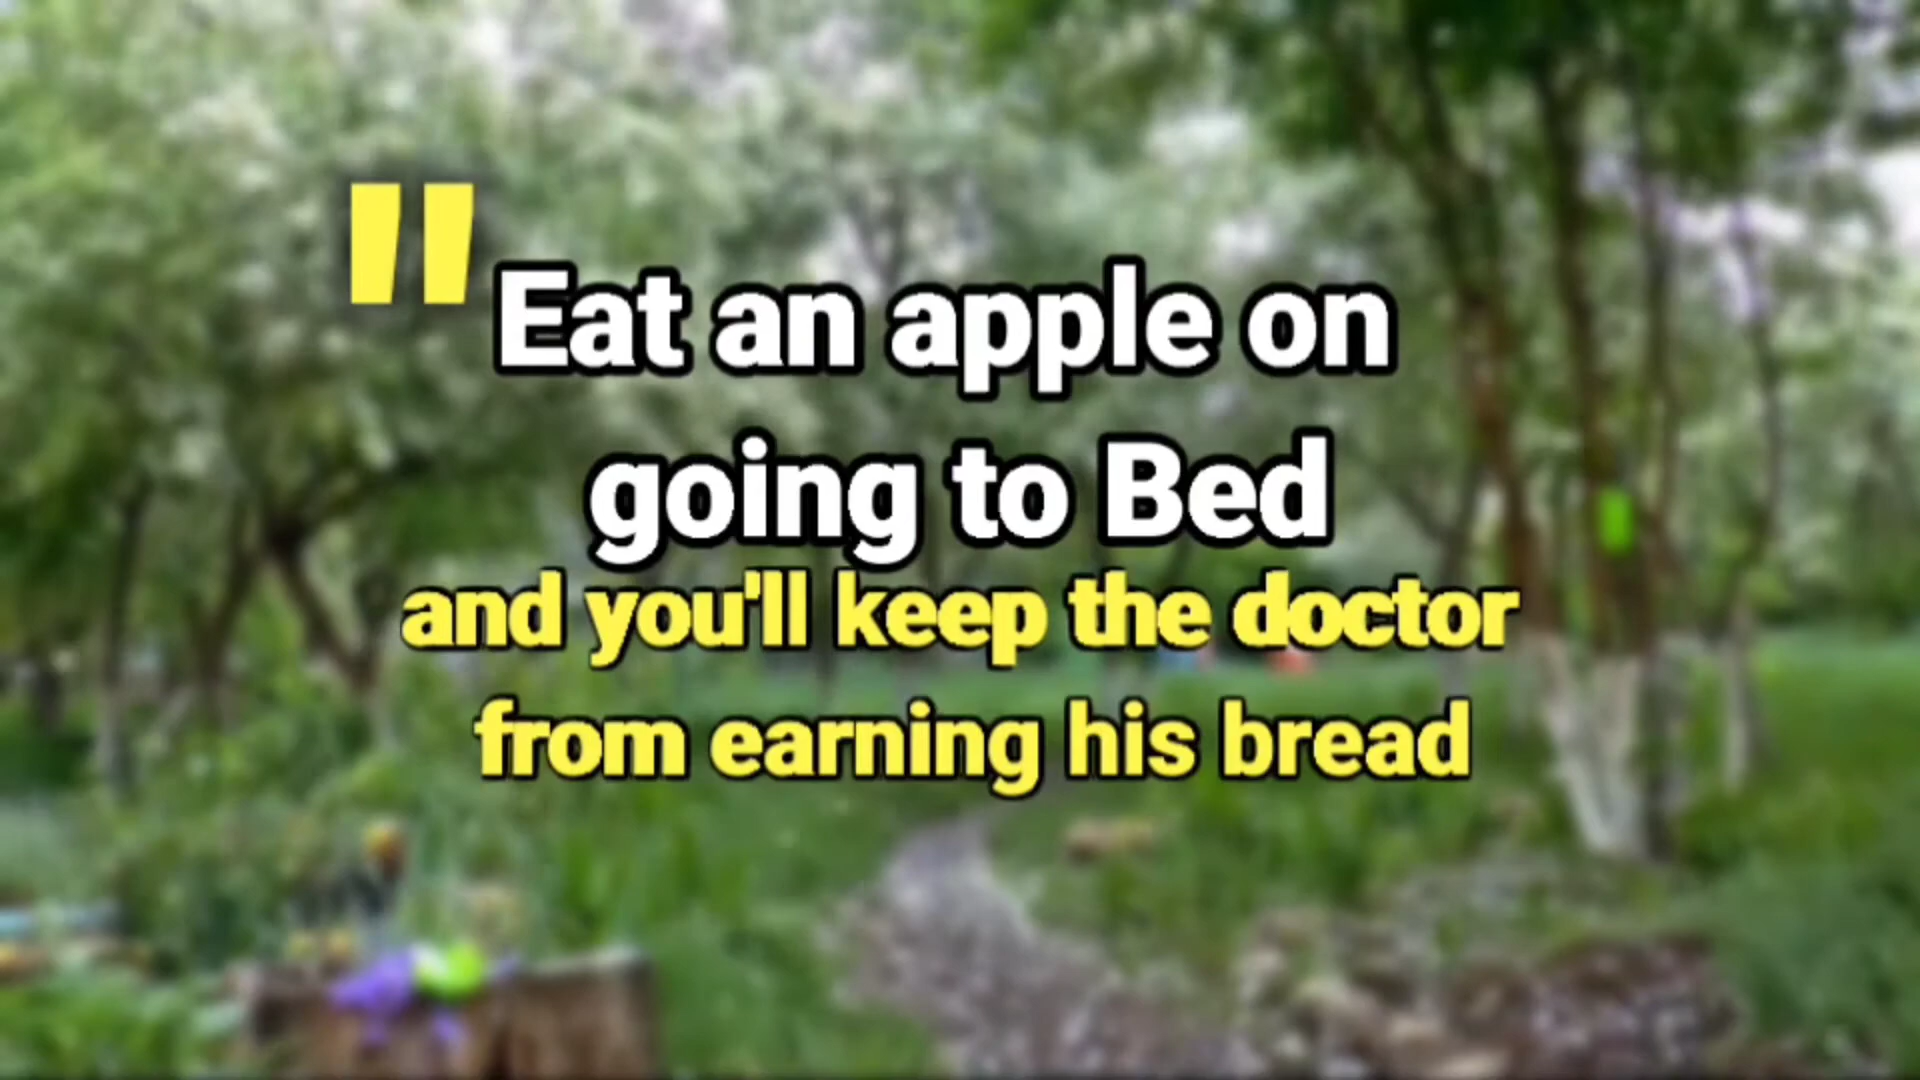 "Eat an apple on
going to Bed
and you'll keep the doctor
from earning his bread